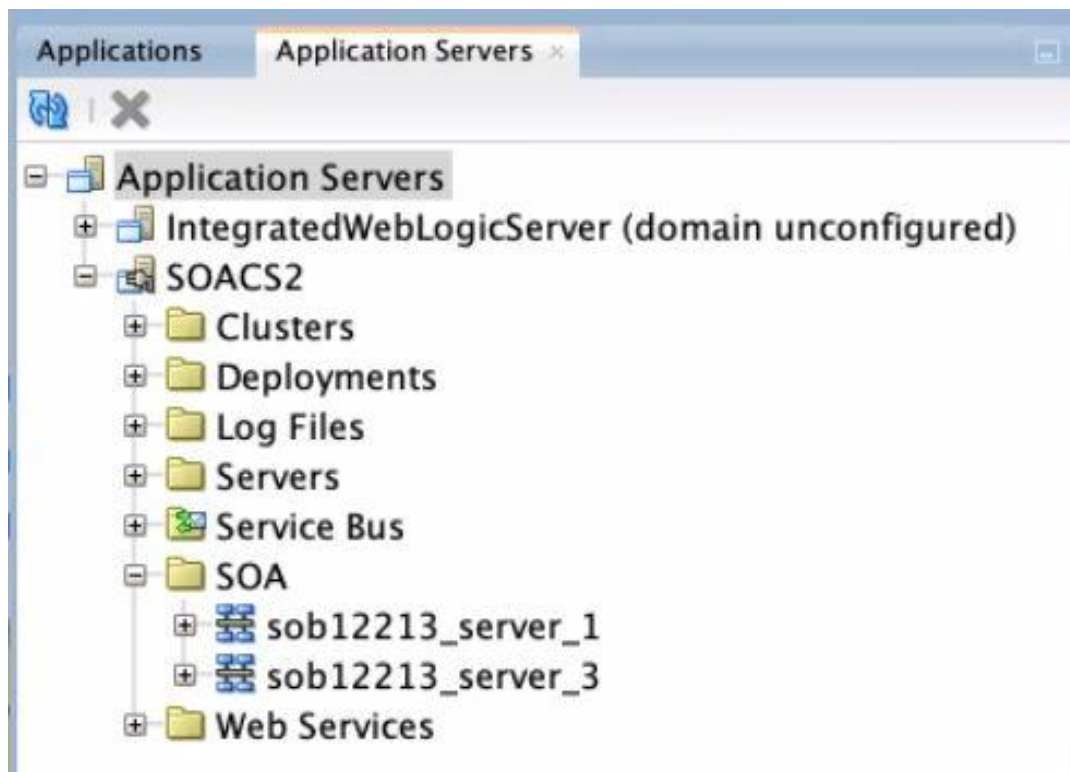 Applications Application Servers
Application Servers
IntegratedWebLogicServer (domain unconfigured)
SOACS2
Clusters
Deployments
Log Files
Servers
Service Bus
SOA
sob12213_server_1
sob12213_server_3
Web Services